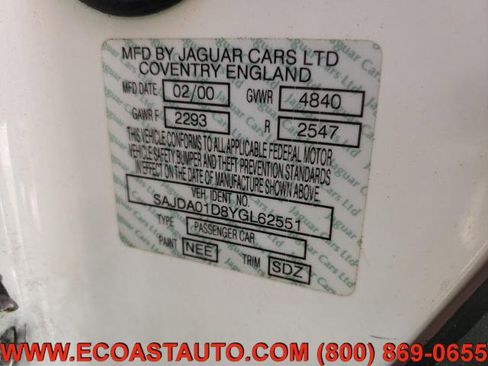 MFD BY JAGUAR CARS LTD
COVENTRY ENGLAND
MFD DATE 02/00 GVWR 4840
GAWR F 2293 R 2547
THIS VEHICLE CONFORMS TO ALL APPLICABLE FEDERAL MOTOR
VEHICLE SAFETY BUMPER AND THEFT PREVENTION STANDARDS
IN EFFECT ON THE DATE OF MANUFACTURE SHOWN ABOVE.
VEH. IDENT NO.
SAJDA01D8YGL62551
TYPE PASSENGER CAR
PAINT NEE TRIM SDZ
WWW.ECOASTAUTO.COM (800) 869-0655